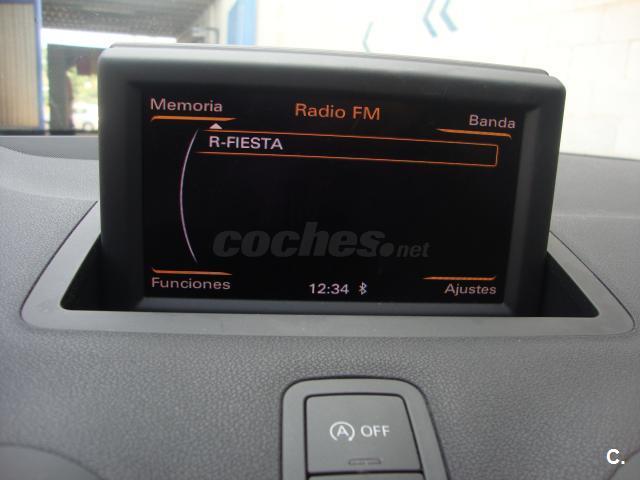 Memoria
Radio FM
Banda
R-FIESTA
coches.net
Funciones
12:34
Ajustes
A OFF
C.